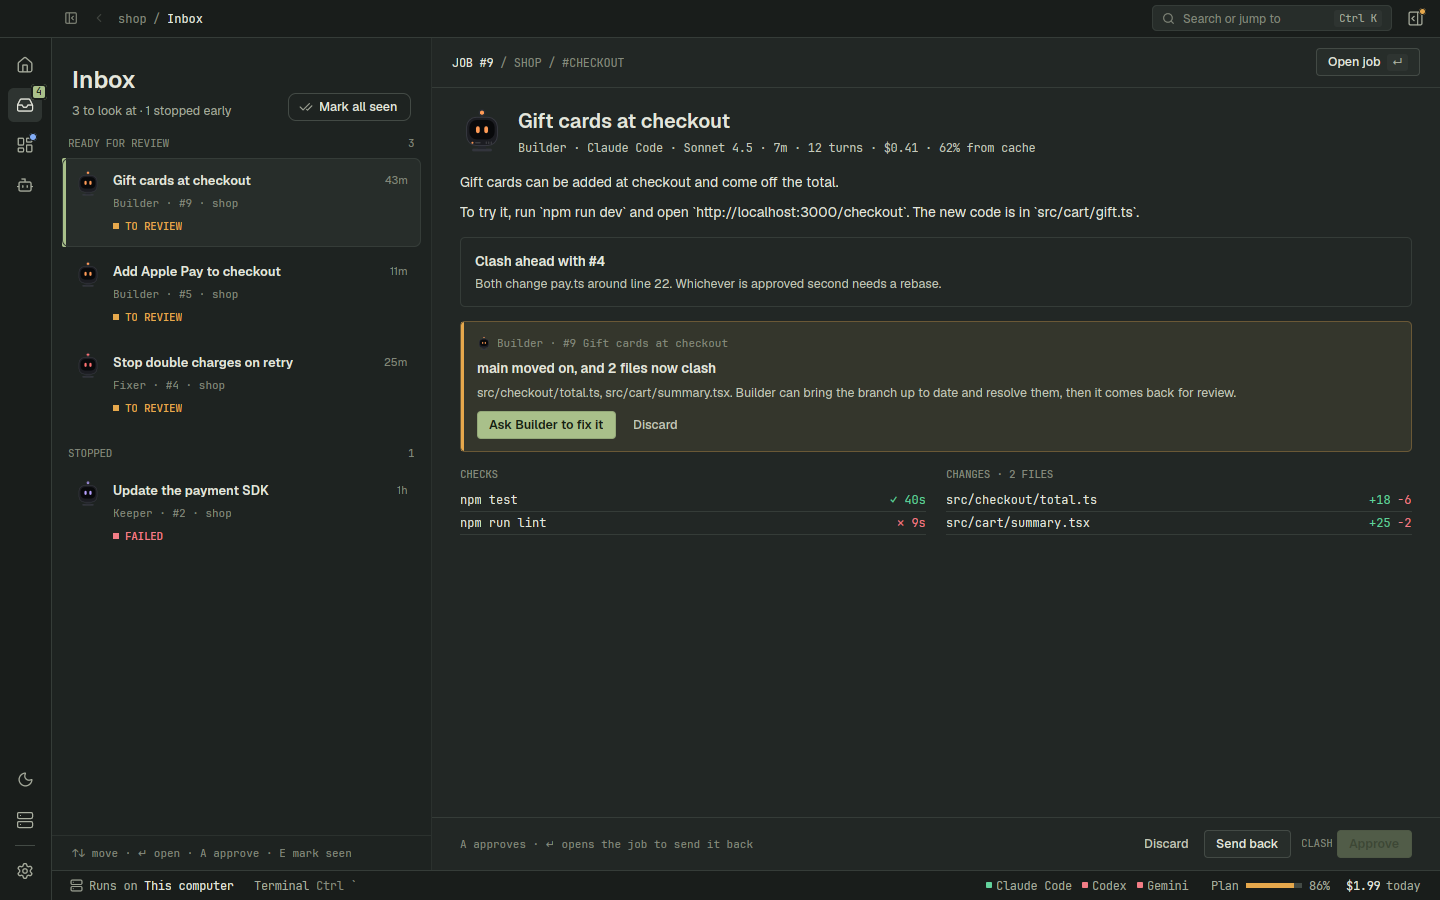 shop / Inbox
Search or jump to
Ctrl K
4
Inbox
3 to look at · 1 stopped early
Mark all seen
READY FOR REVIEW
3
Gift cards at checkout
43m
Builder · #9 · shop
TO REVIEW
Add Apple Pay to checkout
11m
Builder · #5 · shop
TO REVIEW
Stop double charges on retry
25m
Fixer · #4 · shop
TO REVIEW
STOPPED
1
Update the payment SDK
1h
Keeper · #2 · shop
FAILED
↑↓ move · ↵ open · A approve · E mark seen
JOB #9 / SHOP / #CHECKOUT
Open job ↵
Gift cards at checkout
Builder · Claude Code · Sonnet 4.5 · 7m · 12 turns · $0.41 · 62% from cache
Gift cards can be added at checkout and come off the total.
To try it, run `npm run dev` and open `http://localhost:3000/checkout`. The new code is in `src/cart/gift.ts`.
Clash ahead with #4
Both change pay.ts around line 22. Whichever is approved second needs a rebase.
Builder · #9 Gift cards at checkout
main moved on, and 2 files now clash
src/checkout/total.ts, src/cart/summary.tsx. Builder can bring the branch up to date and resolve them, then it comes back for review.
Ask Builder to fix it
Discard
CHECKS
npm test
✓ 40s
npm run lint
× 9s
CHANGES · 2 FILES
src/checkout/total.ts
+18 -6
src/cart/summary.tsx
+25 -2
A approves · ↵ opens the job to send it back
Discard
Send back
CLASH
Approve
Runs on This computer
Terminal Ctrl `
Claude Code
Codex
Gemini
Plan
86%
$1.99 today